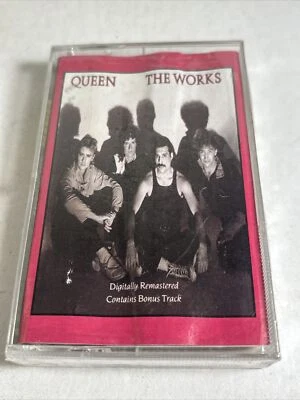 QUEEN THE WORKS
Digitally Remastered
Contains Bonus Track